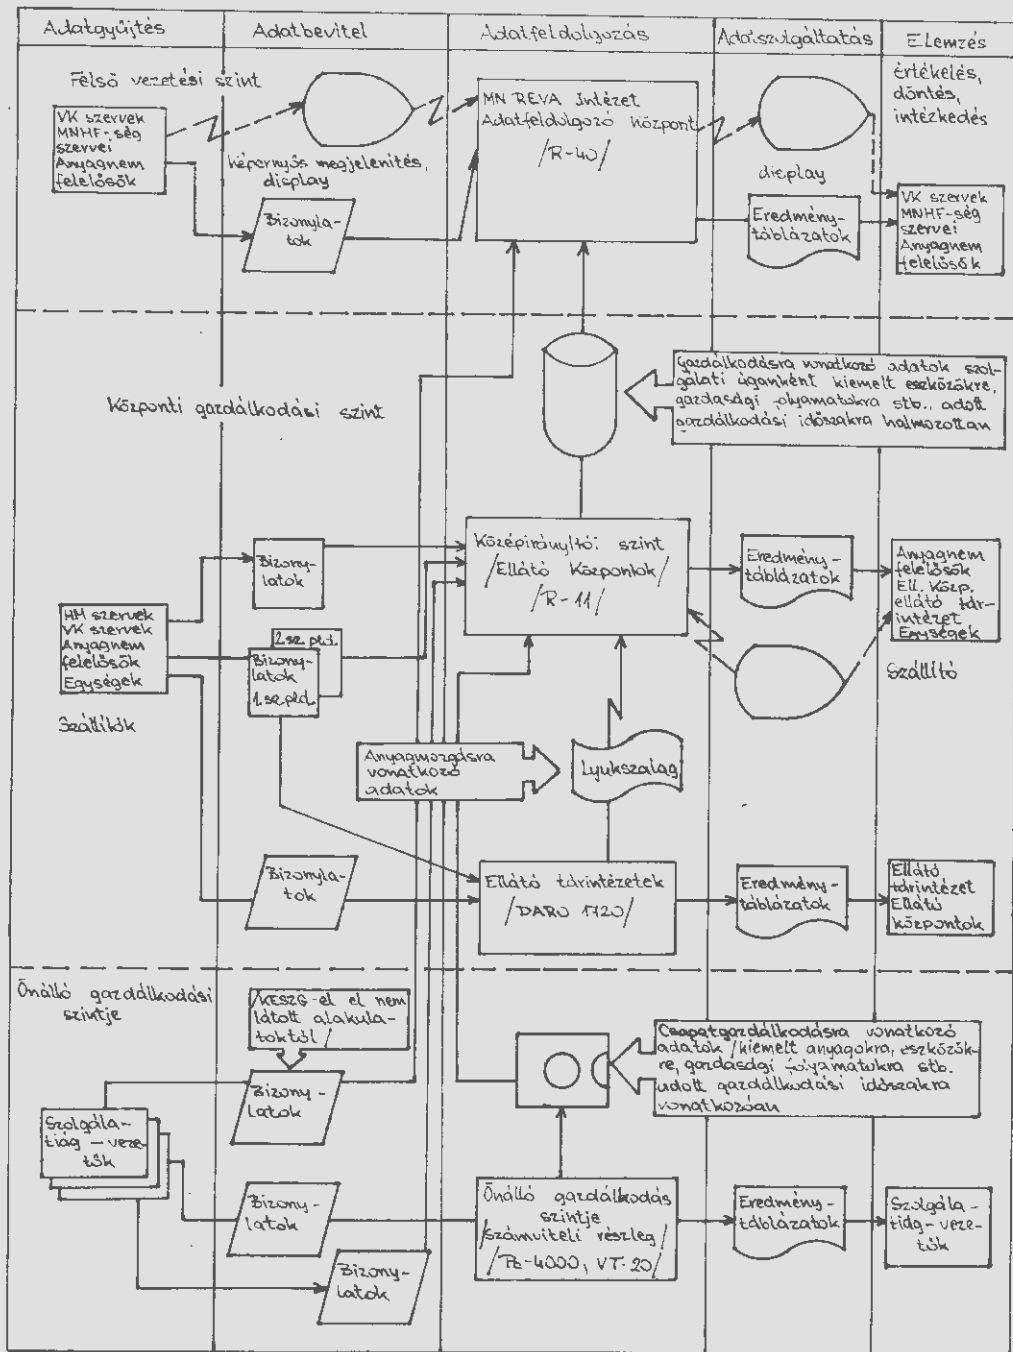 Adatgyűjtés
Adatbevitel
Adatfeldolgozás
Adatszolgáltatás
Elemzés
Felső vezetési szint
VK szervek
MNHF-ség
szervei
Anyagnem
felelősök
képernyős megjelenítés,
display
Bizonyla-
tok
MN REVA Intézet
Adatfeldolgozó központ
/R-40/
display
Eredmény-
táblázatok
értékelés,
döntés,
intézkedés
VK szervek
MNHF-ség
szervei
Anyagnem
felelősök
Központi gazdálkodási szint
Gazdálkodásra vonatkozó adatok szol-
gálati áganként kiemelt eszközökre,
gazdasági folyamatokra stb., adott
gazdálkodási időszakra halmozottan
HM szervek
VK szervek
Anyagnem
felelősök
Egységek
Szállítók
Bizony-
latok
2.sz.pld.
Bizony-
latok
1.sz.pld.
Középirányítói szint
/Ellátó Központok/
/R-11/
Eredmény-
táblázatok
Anyagnem
felelősök
Ell. Közp.
ellátó tár-
intézet
Egységek
Szállító
Anyagmozgásra
vonatkozó
adatok
Lyukszalag
Bizonyla-
tok
Ellátó tárintézetek
/DARO 1720/
Eredmény-
táblázatok
Ellátó
tárintézet
Ellátó
központok
Önálló gazdálkodási
szintje
/KESZG-el el nem
látott alakula-
toktól/
Bizony-
latok
Csapatgazdálkodásra vonatkozó
adatok /kiemelt anyagokra, eszközök-
re, gazdasági folyamatokra stb.
adott gazdálkodási időszakra
vonatkozóan
Szolgála-
tiág-veze-
tők
Bizony-
latok
Önálló gazdálkodás
szintje
/számviteli részleg/
/Pb-4000, VT-20/
Eredmény-
táblázatok
Szolgála-
tiág-veze-
tők
Bizony-
latok